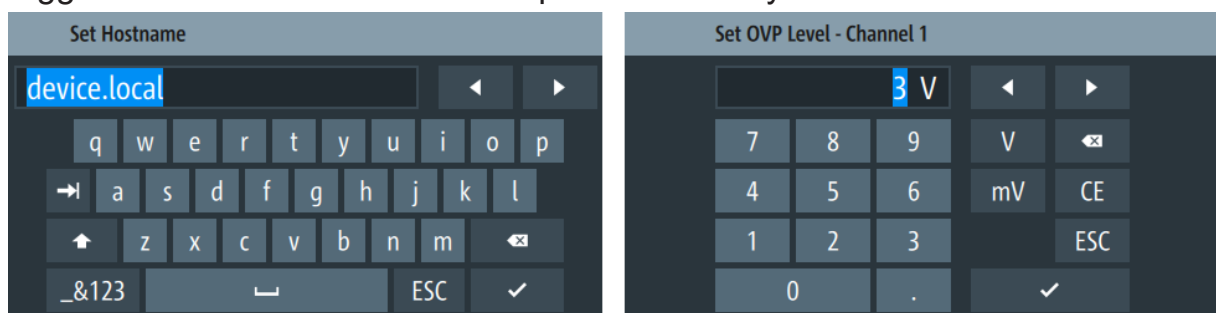 Set Hostname
device.local
q w e r t y u i o p
a s d f g h j k l
z x c v b n m
_&123 ESC
Set OVP Level - Channel 1
3 V
7 8 9 V
4 5 6 mV CE
1 2 3 ESC
0 .